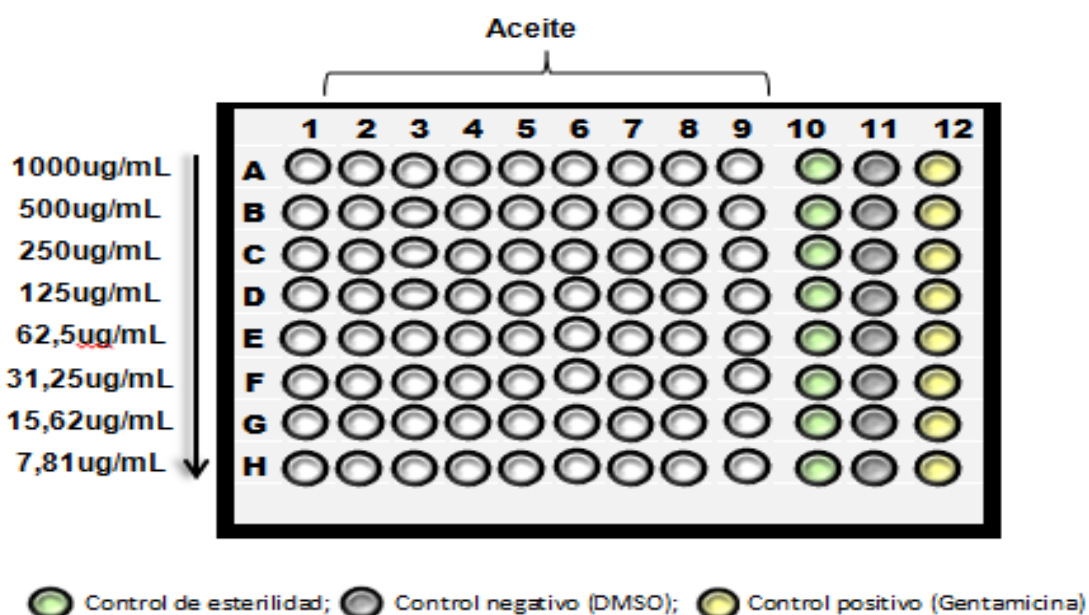 Aceite
1 2 3 4 5 6 7 8 9 10 11 12
1000ug/mL A
500ug/mL B
250ug/mL C
125ug/mL D
62,5ug/mL E
31,25ug/mL F
15,62ug/mL G
7,81ug/mL H
Control de esterilidad; Control negativo (DMSO); Control positivo (Gentamicina)